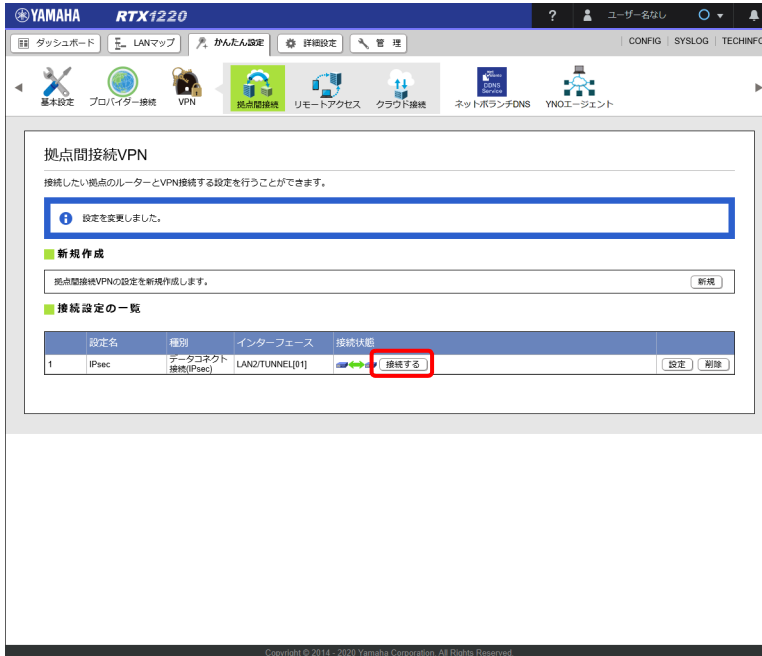 YAMAHA RTX1220 ? ユーザー名なし
ダッシュボード LANマップ かんたん設定 詳細設定 管 理 CONFIG SYSLOG TECHINFO
基本設定 プロバイダー接続 VPN 拠点間接続 リモートアクセス クラウド接続 ネットボランチDNS YNOエージェント
DDNS
Service
拠点間接続VPN
接続したい拠点のルーターとVPN接続する設定を行うことができます。
設定を変更しました。
新規作成
拠点間接続VPNの設定を新規作成します。 新規
接続設定の一覧
設定名 種別 インターフェース 接続状態
1 IPsec データコネクト接続(IPsec) LAN2/TUNNEL[01] 接続する 設定 削除
Copyright © 2014 - 2020 Yamaha Corporation. All Rights Reserved.